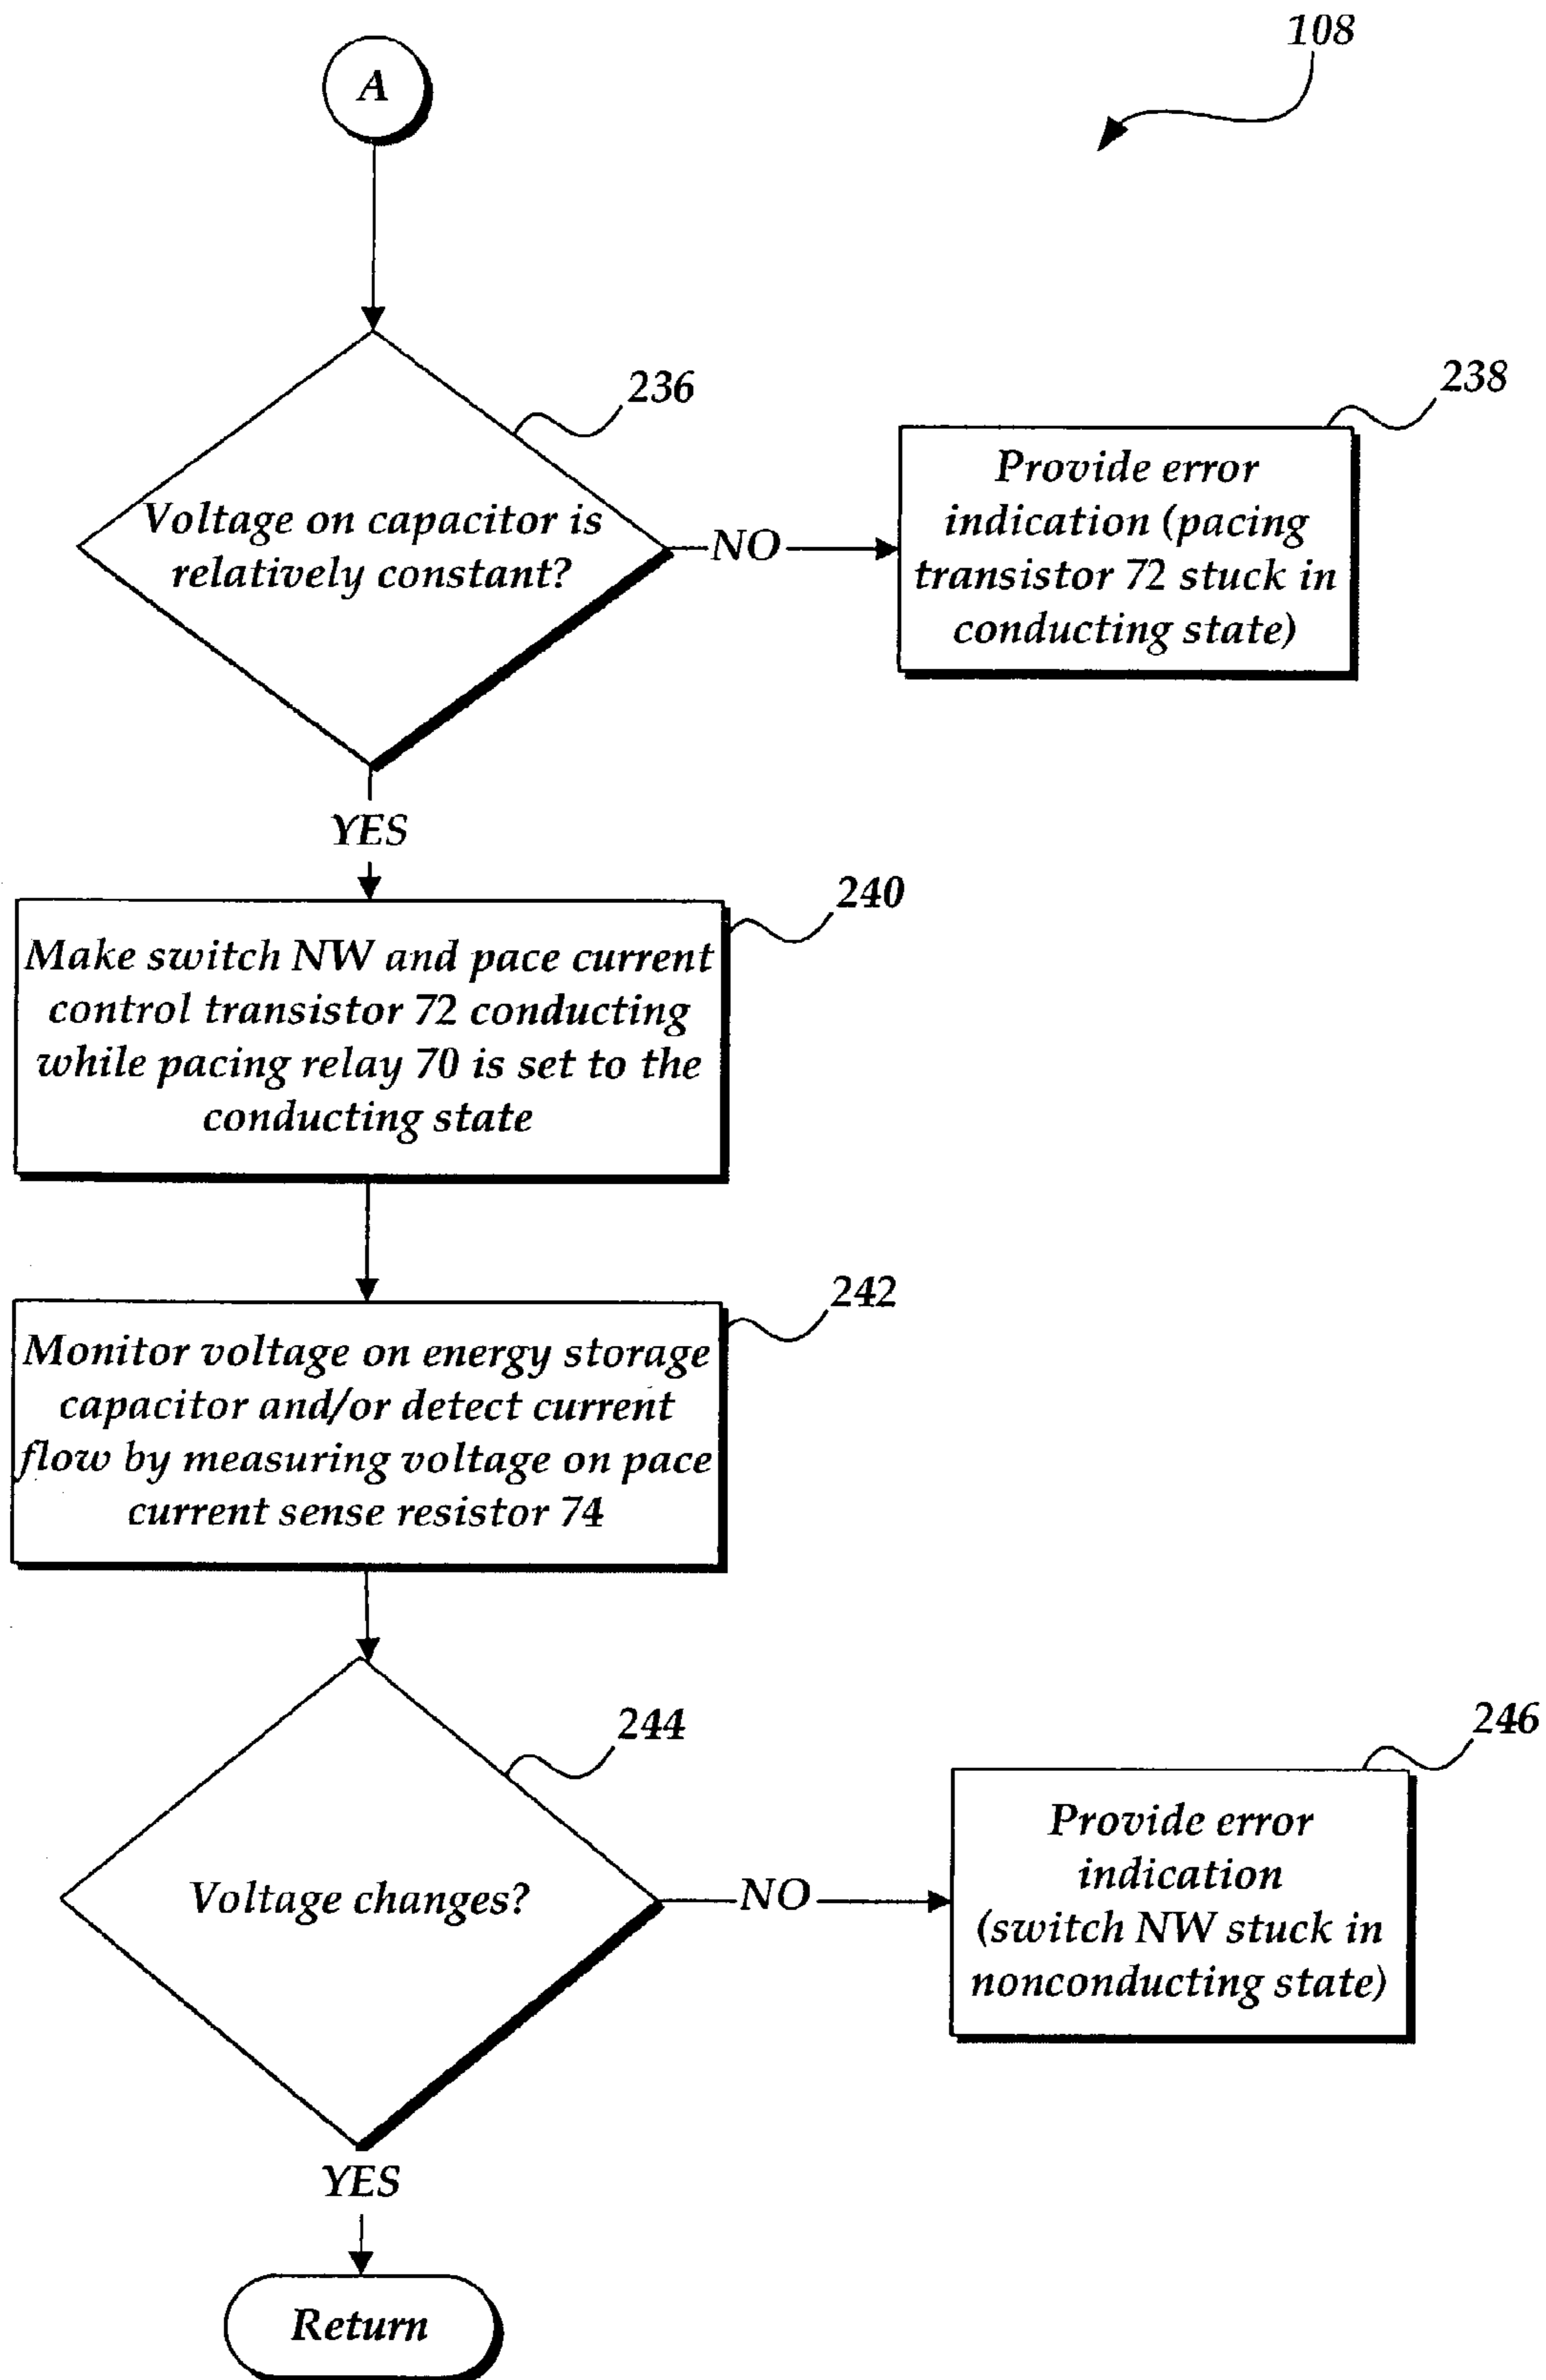 108
A
236
Voltage on capacitor is
relatively constant?
NO
238
Provide error
indication (pacing
transistor 72 stuck in
conducting state)
YES
240
Make switch NW and pace current
control transistor 72 conducting
while pacing relay 70 is set to the
conducting state
242
Monitor voltage on energy storage
capacitor and/or detect current
flow by measuring voltage on pace
current sense resistor 74
244
Voltage changes?
NO
246
Provide error
indication
(switch NW stuck in
nonconducting state)
YES
Return